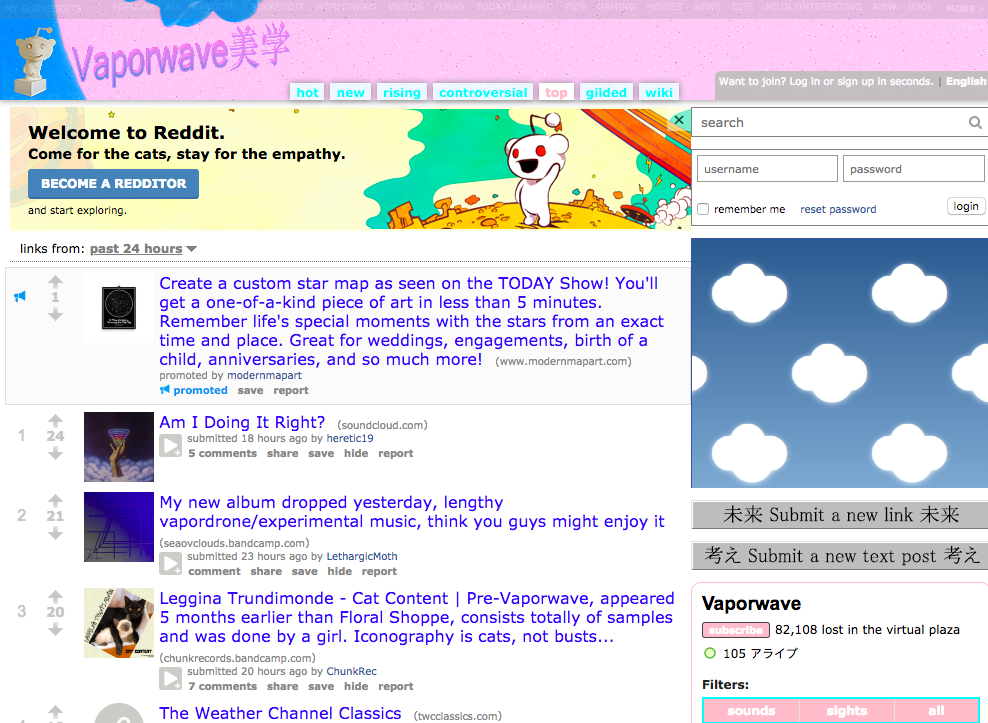 MY SUBREDDITS POPULAR ALL RANDOM ASKREDDIT WORLDNEWS VIDEOS FUNNY TODAYILEARNED PICS GAMING MOVIES NEWS GIFS MILDLYINTERESTING AWW SHOW MORE »
Vaporwave美学
hot new rising controversial top gilded wiki
Want to join? Log in or sign up in seconds. | English
Welcome to Reddit.
Come for the cats, stay for the empathy.
BECOME A REDDITOR
and start exploring.
search
username password
remember me reset password login
links from: past 24 hours
1
Create a custom star map as seen on the TODAY Show! You'll
get a one-of-a-kind piece of art in less than 5 minutes.
Remember life's special moments with the stars from an exact
time and place. Great for weddings, engagements, birth of a
child, anniversaries, and so much more! (www.modernmapart.com)
promoted by modernmapart
promoted save report
1
24
Am I Doing It Right? (soundcloud.com)
submitted 18 hours ago by heretic19
5 comments share save hide report
2
21
My new album dropped yesterday, lengthy
vapordrone/experimental music, think you guys might enjoy it
(seaovclouds.bandcamp.com)
submitted 23 hours ago by LethargicMoth
comment share save hide report
3
20
Leggina Trundimonde - Cat Content | Pre-Vaporwave, appeared
5 months earlier than Floral Shoppe, consists totally of samples
and was done by a girl. Iconography is cats, not busts...
(chunkrecords.bandcamp.com)
submitted 20 hours ago by ChunkRec
7 comments share save hide report
The Weather Channel Classics (twcclassics.com)
未来 Submit a new link 未来
考え Submit a new text post 考え
Vaporwave
subscribe 82,108 lost in the virtual plaza
105 アライブ
Filters:
sounds sights all